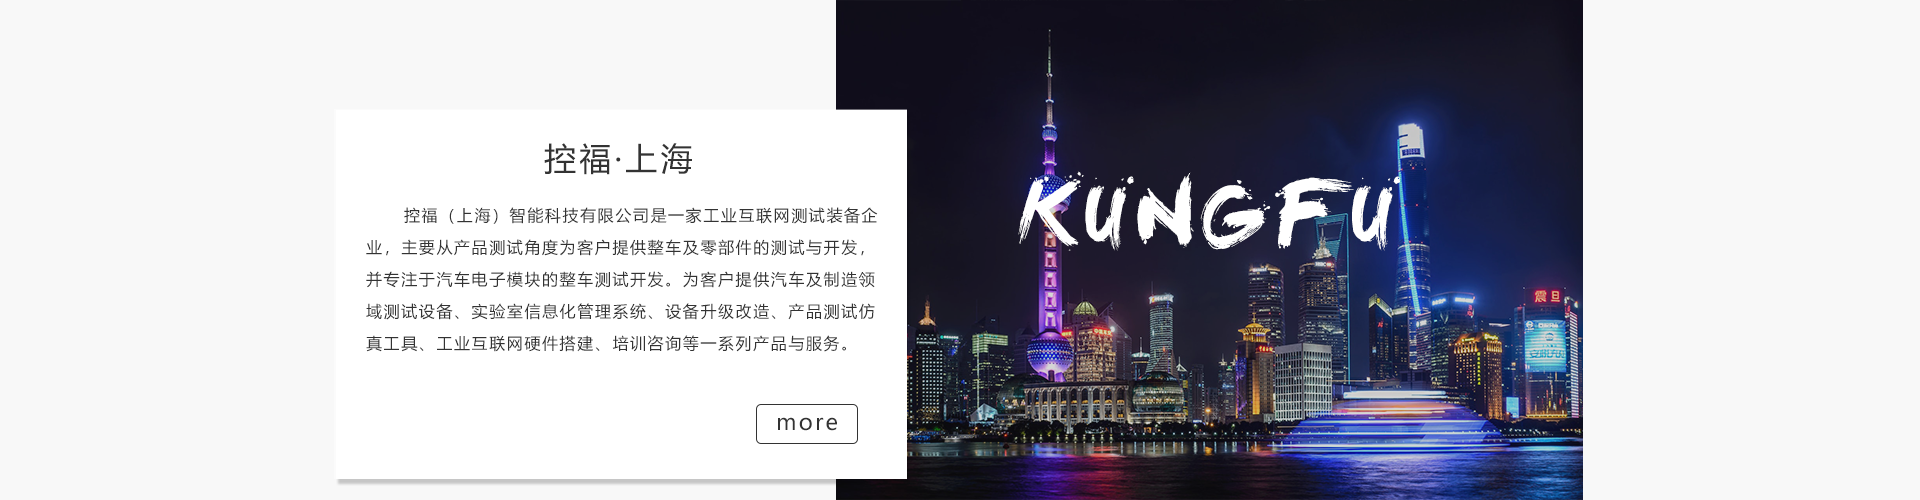 控福·上海
控福（上海）智能科技有限公司是一家工业互联网测试装备企
业，主要从产品测试角度为客户提供整车及零部件的测试与开发，
并专注于汽车电子模块的整车测试开发。为客户提供汽车及制造领
域测试设备、实验室信息化管理系统、设备升级改造、产品测试仿
真工具、工业互联网硬件搭建、培训咨询等一系列产品与服务。
more
KUNGFU
震旦